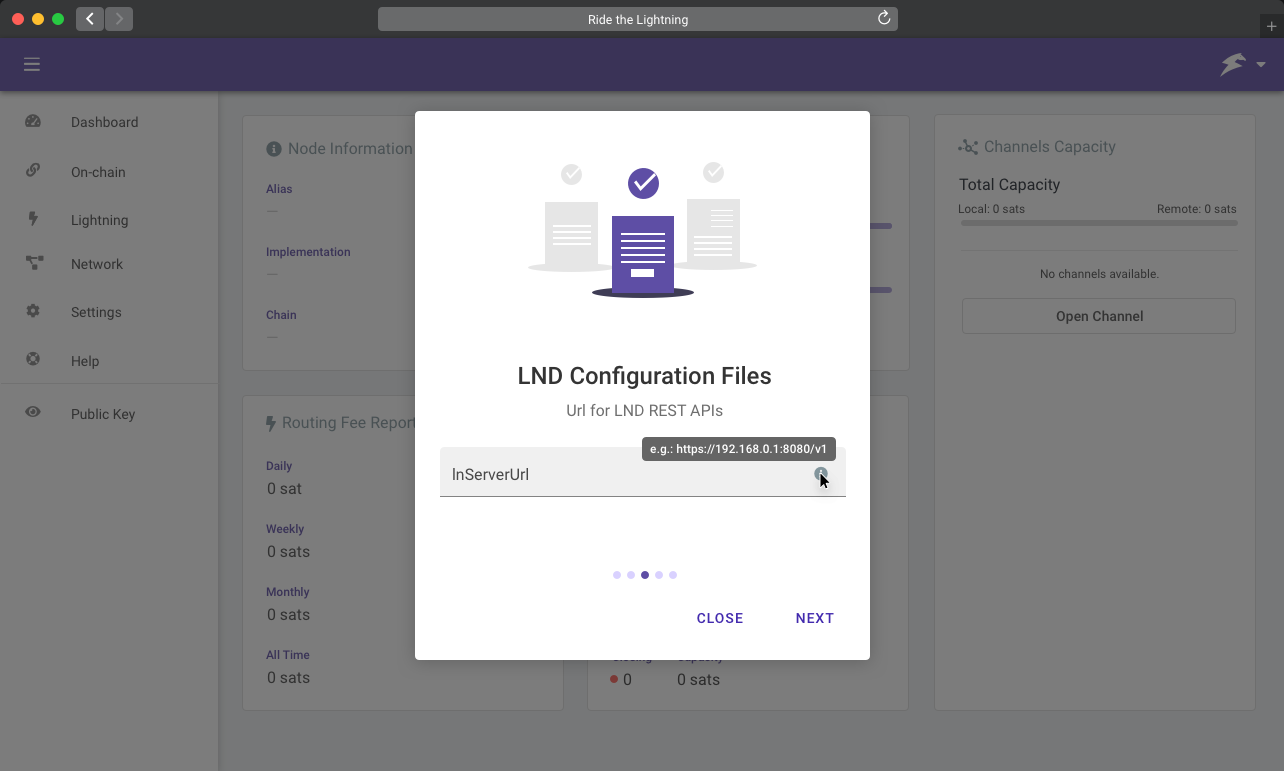 Ride the Lightning
Dashboard
On-chain
Lightning
Network
Settings
Help
Public Key
Node Information
Alias
—
Implementation
—
Chain
—
Channels Capacity
Total Capacity
Local: 0 sats Remote: 0 sats
No channels available.
Open Channel
Routing Fee Report
Daily
0 sat
Weekly
0 sats
Monthly
0 sats
All Time
0 sats
0 0 sats
LND Configuration Files
Url for LND REST APIs
e.g.: https://192.168.0.1:8080/v1
lnServerUrl
CLOSE NEXT